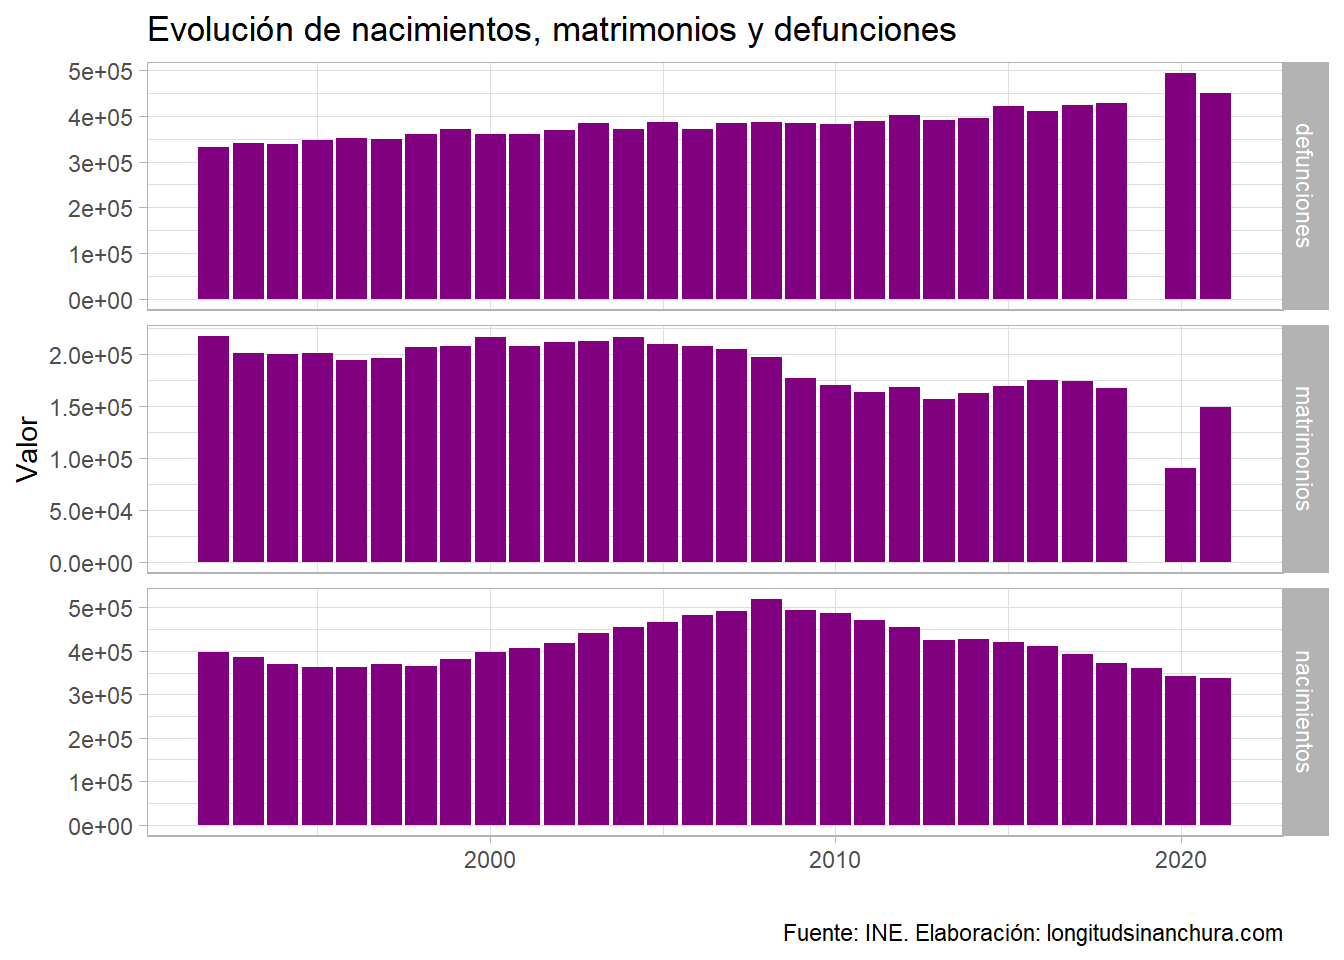 Evolución de nacimientos, matrimonios y defunciones
5e+05
4e+05
3e+05
2e+05
1e+05
0e+00
defunciones
Valor
2.0e+05
1.5e+05
1.0e+05
5.0e+04
0.0e+00
matrimonios
5e+05
4e+05
3e+05
2e+05
1e+05
0e+00
nacimientos
2000
2010
2020
Fuente: INE. Elaboración: longitudsinanchura.com